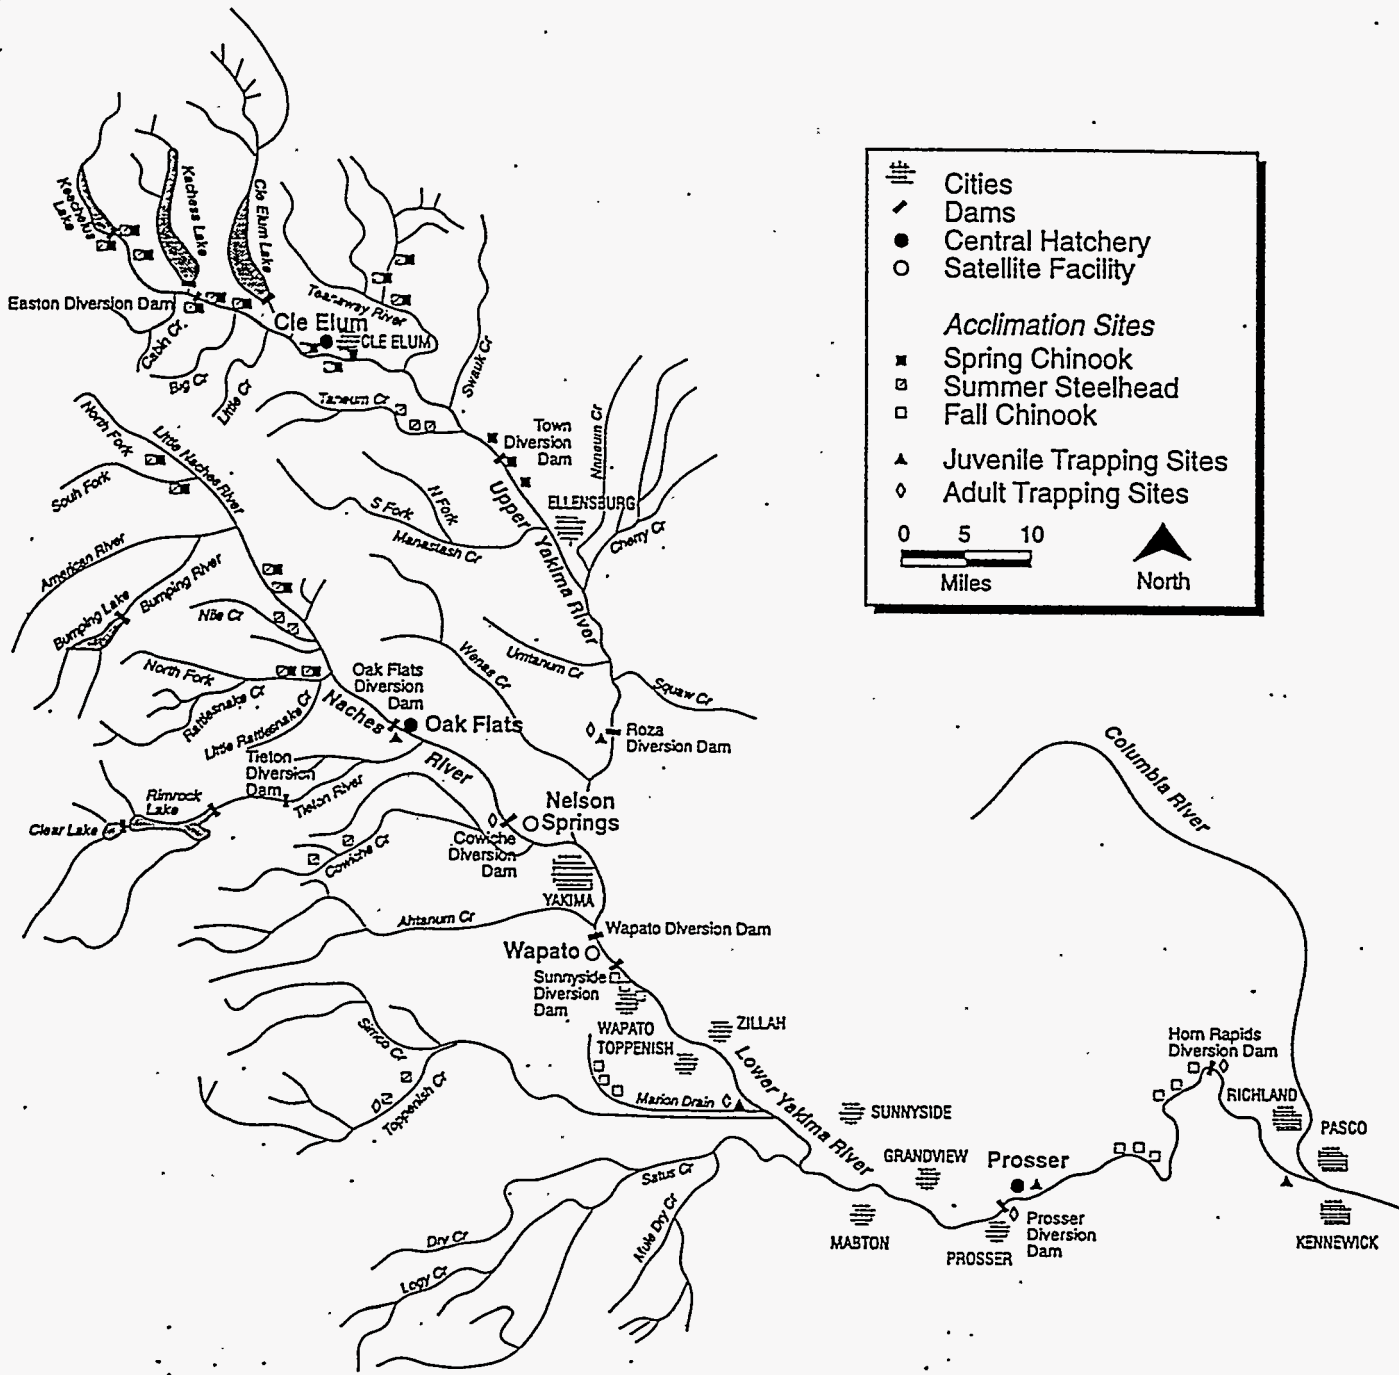 Keechelus
Lake
Kachess Lake
Cle Elum Lake
Easton Diversion Dam
Cabin Cr
Big Cr
Little Cr
Cle Elum
CLE ELUM
Teanaway River
Swauk Cr
Taneum Cr
Town
Diversion
Dam
Upper
Yakima River
ELLENSBURG
Cherry Cr
N Fork
S Fork
Manastash Cr
North Fork
South Fork
Little Naches River
American River
Bumping River
Bumping Lake
Nile Cr
North Fork
Rattlesnake Cr
Little Rattlesnake Cr
Oak Flats
Diversion
Dam
Naches
River
Oak Flats
Wenas Cr
Umtanum Cr
Squaw Cr
Roza
Diversion Dam
Tieton
Diversion
Dam
Tieton River
Rimrock
Lake
Clear Lake
Cowiche Cr
Cowiche
Diversion
Dam
Nelson
Springs
YAKIMA
Ahtanum Cr
Wapato Diversion Dam
Wapato
Sunnyside
Diversion
Dam
WAPATO
TOPPENISH
ZILLAH
Simco Cr
Toppenish Cr
Marion Drain
Lower Yakima River
SUNNYSIDE
GRANDVIEW
MABTON
Satus Cr
Mule Dry Cr
Dry Cr
Logy Cr
Prosser
PROSSER
Prosser
Diversion
Dam
Horn Rapids
Diversion Dam
RICHLAND
PASCO
KENNEWICK
Columbia River
Cities
Dams
Central Hatchery
Satellite Facility
Acclimation Sites
Spring Chinook
Summer Steelhead
Fall Chinook
Juvenile Trapping Sites
Adult Trapping Sites
0 5 10
Miles
North